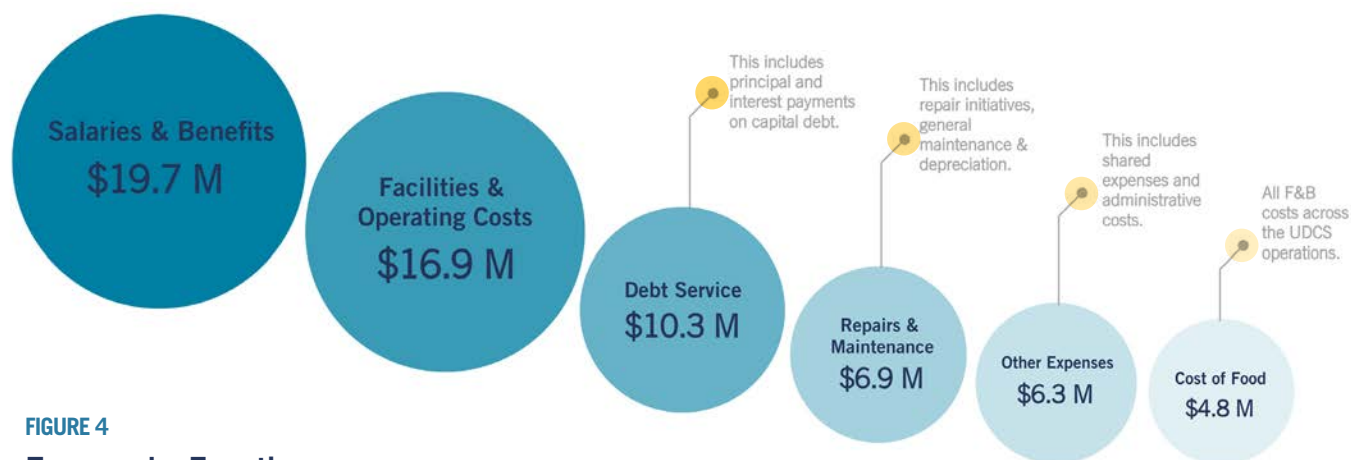 Salaries & Benefits
$19.7 M
Facilities &
Operating Costs
$16.9 M
This includes
principal and
interest payments
on capital debt.
Debt Service
$10.3 M
This includes
repair initiatives,
general
maintenance &
depreciation.
Repairs &
Maintenance
$6.9 M
This includes
shared
expenses and
administrative
costs.
Other Expenses
$6.3 M
All F&B
costs across
the UDCS
operations.
Cost of Food
$4.8 M
FIGURE 4